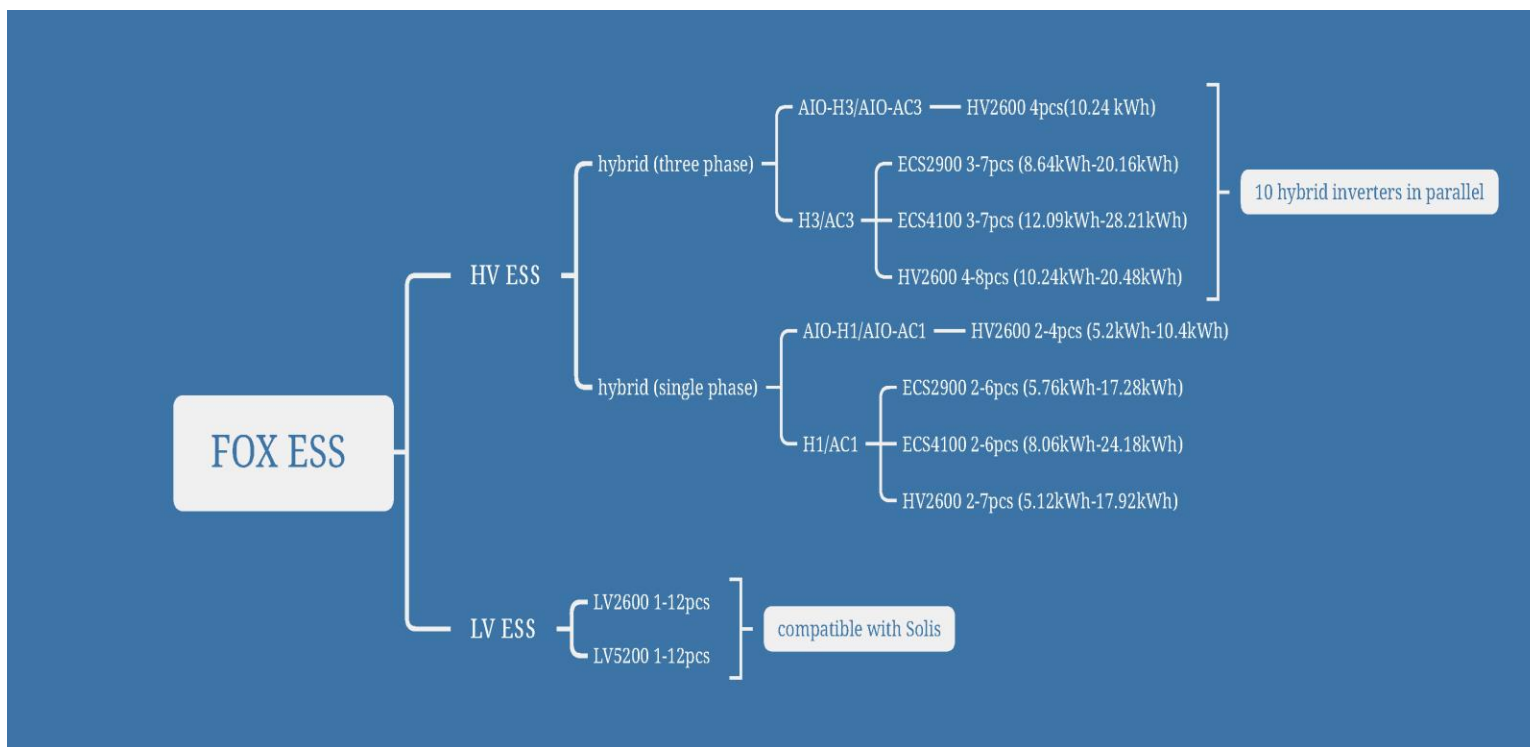 FOX ESS
HV ESS
hybrid (three phase)
AIO-H3/AIO-AC3
HV2600 4pcs(10.24 kWh)
H3/AC3
ECS2900 3-7pcs (8.64kWh-20.16kWh)
ECS4100 3-7pcs (12.09kWh-28.21kWh)
HV2600 4-8pcs (10.24kWh-20.48kWh)
10 hybrid inverters in parallel
hybrid (single phase)
AIO-H1/AIO-AC1
HV2600 2-4pcs (5.2kWh-10.4kWh)
H1/AC1
ECS2900 2-6pcs (5.76kWh-17.28kWh)
ECS4100 2-6pcs (8.06kWh-24.18kWh)
HV2600 2-7pcs (5.12kWh-17.92kWh)
LV ESS
LV2600 1-12pcs
LV5200 1-12pcs
compatible with Solis